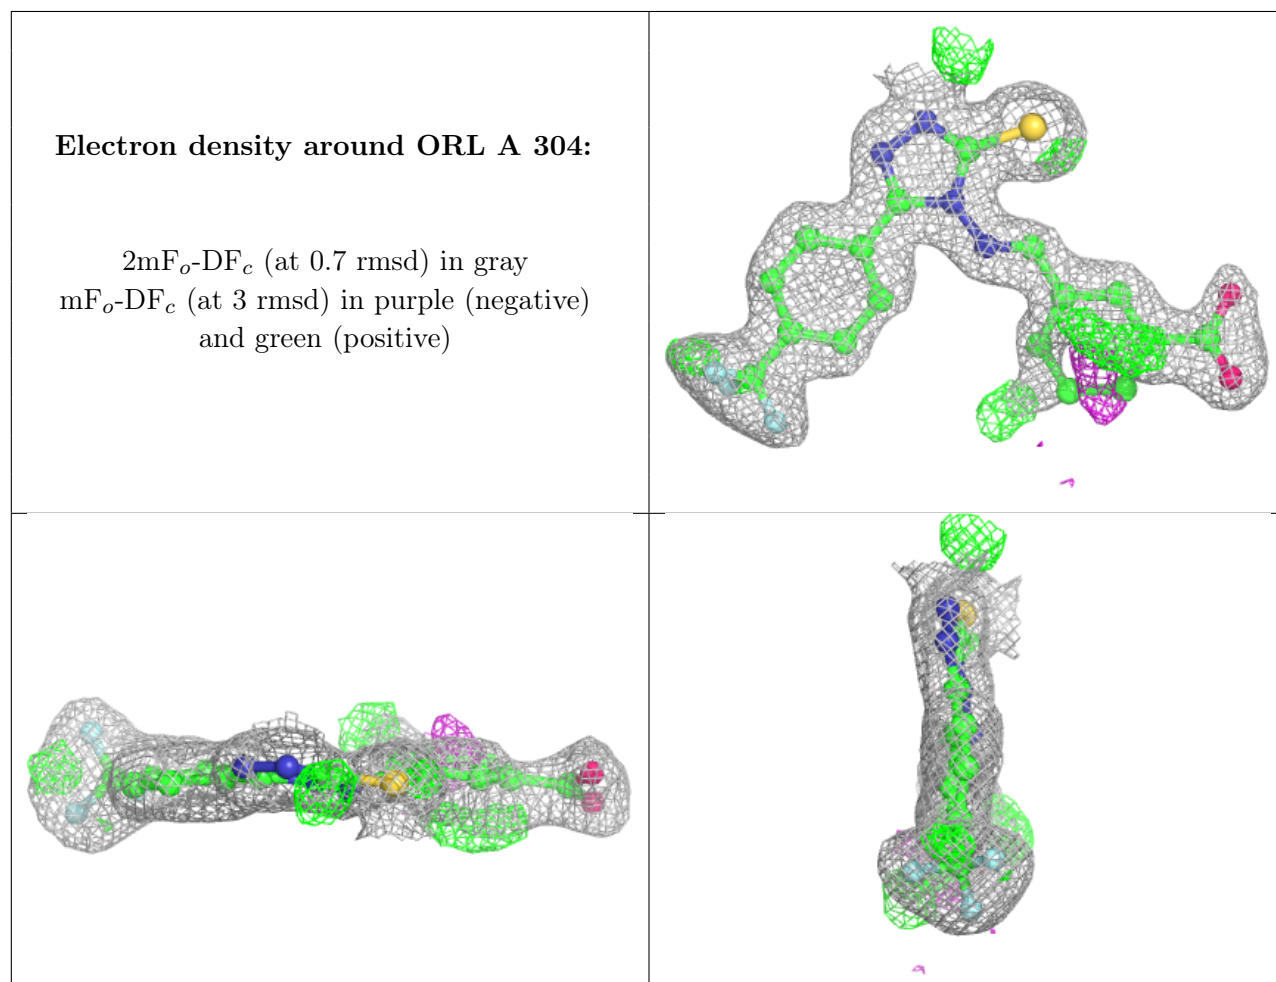 Electron density around ORL A 304:
2mFo-DFc (at 0.7 rmsd) in gray
mFo-DFc (at 3 rmsd) in purple (negative)
and green (positive)